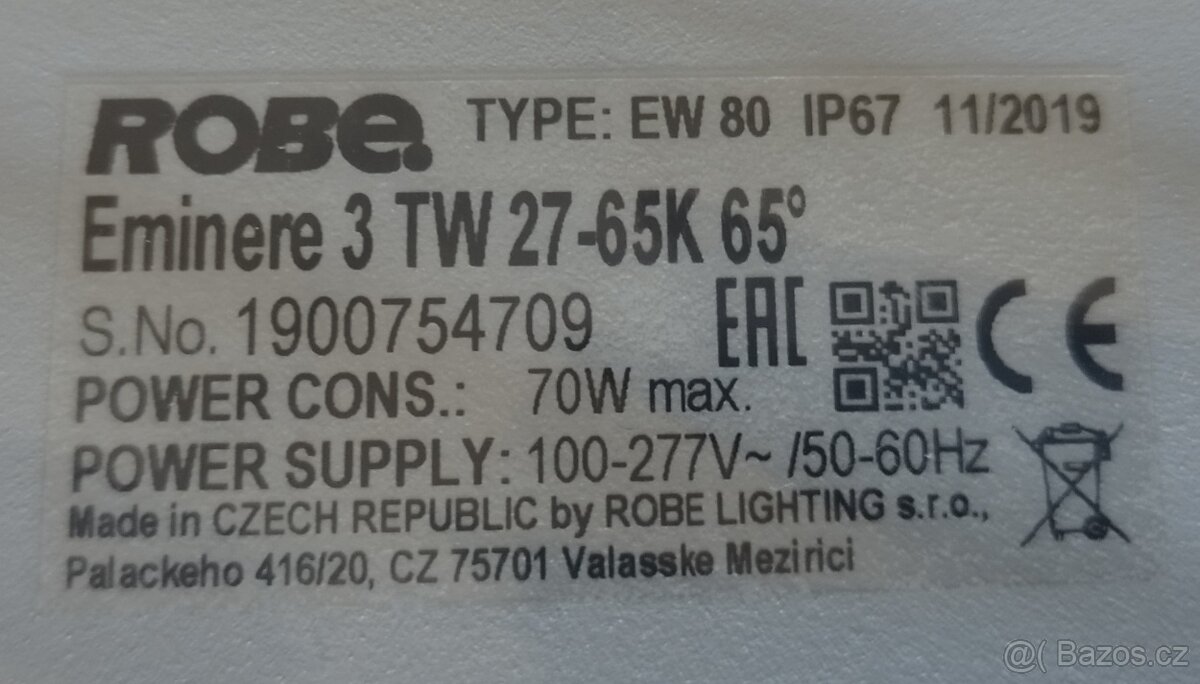 ROBE. TYPE: EW 80 IP67 11/2019
Eminere 3 TW 27-65K 65°
S.No. 1900754709 EAC CE
POWER CONS.: 70W max.
POWER SUPPLY: 100-277V~ /50-60Hz
Made in CZECH REPUBLIC by ROBE LIGHTING s.r.o.,
Palackeho 416/20, CZ 75701 Valasske Mezirici
@( Bazos.cz